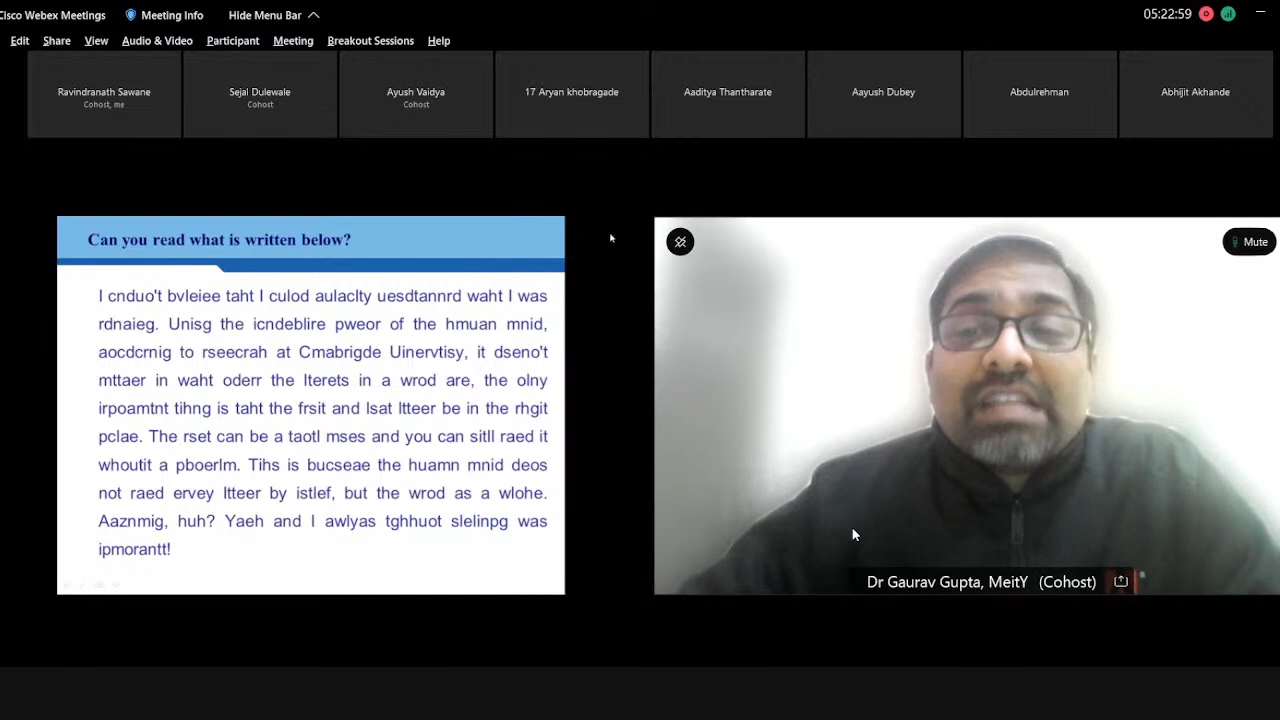 Cisco Webex Meetings Meeting Info Hide Menu Bar 05:22:59
Edit Share View Audio & Video Participant Meeting Breakout Sessions Help
Ravindranath Sawane Sejal Dulewale Ayush Vaidya 17 Aryan khobragade Aaditya Thantharate Aayush Dubey Abdulrehman Abhijit Akhande
Cohost, me Cohost Cohost
Can you read what is written below?
I cnduo't bvleiee taht I culod aulaclty uesdtannrd waht I was
rdnaieg. Unisg the icndeblire pweor of the hmuan mnid,
aocdcrnig to rseecrah at Cmabrigde Uinervtisy, it dseno't
mttaer in waht oderr the lterets in a wrod are, the olny
irpoamtnt tihng is taht the frsit and lsat ltteer be in the rhgit
pclae. The rset can be a taotl mses and you can sitll raed it
whoutit a pboerlm. Tihs is bucseae the huamn mnid deos
not raed ervey ltteer by istlef, but the wrod as a wlohe.
Aaznmig, huh? Yaeh and I awlyas tghhuot slelinpg was
ipmorantt!
Mute
Dr Gaurav Gupta, MeitY (Cohost)